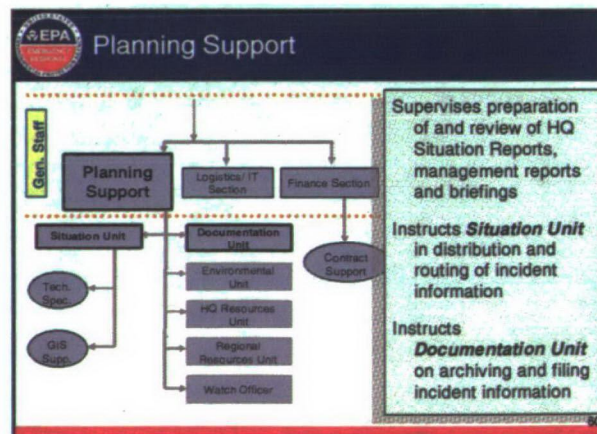 EPA
EMERGENCY
RESPONSE
Planning Support
Gen. Staff
Planning
Support
Logistics/ IT
Section
Finance Section
Situation Unit
Documentation
Unit
Contract
Support
Tech.
Spec.
Environmental
Unit
HQ Resources
Unit
GIS
Supp.
Regional
Resources Unit
Watch Officer
Supervises preparation
of and review of HQ
Situation Reports,
management reports
and briefings
Instructs Situation Unit
in distribution and
routing of incident
information
Instructs
Documentation Unit
on archiving and filing
incident information